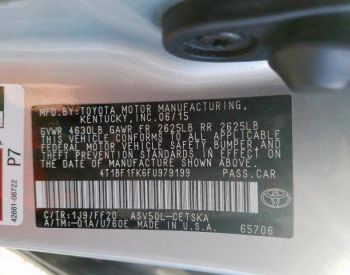 MFD.BY:TOYOTA MOTOR MANUFACTURING,
KENTUCKY,INC.06/15
GVWR 4630LB GAWR FR 2625LB RR 2625LB
THIS VEHICLE CONFORMS TO ALL APPLICABLE
FEDERAL MOTOR VEHICLE SAFETY, BUMPER, AND
THEFT PREVENTION STANDARDS IN EFFECT ON
THE DATE OF MANUFACTURE SHOWN ABOVE.
4T1BF1FK6FU979199 PASS.CAR
C/TR:1J9/FF20 ASV50L-CETSKA
A/TM:-01A/U760E MADE IN U.S.A. 65706
P7
42661-06722